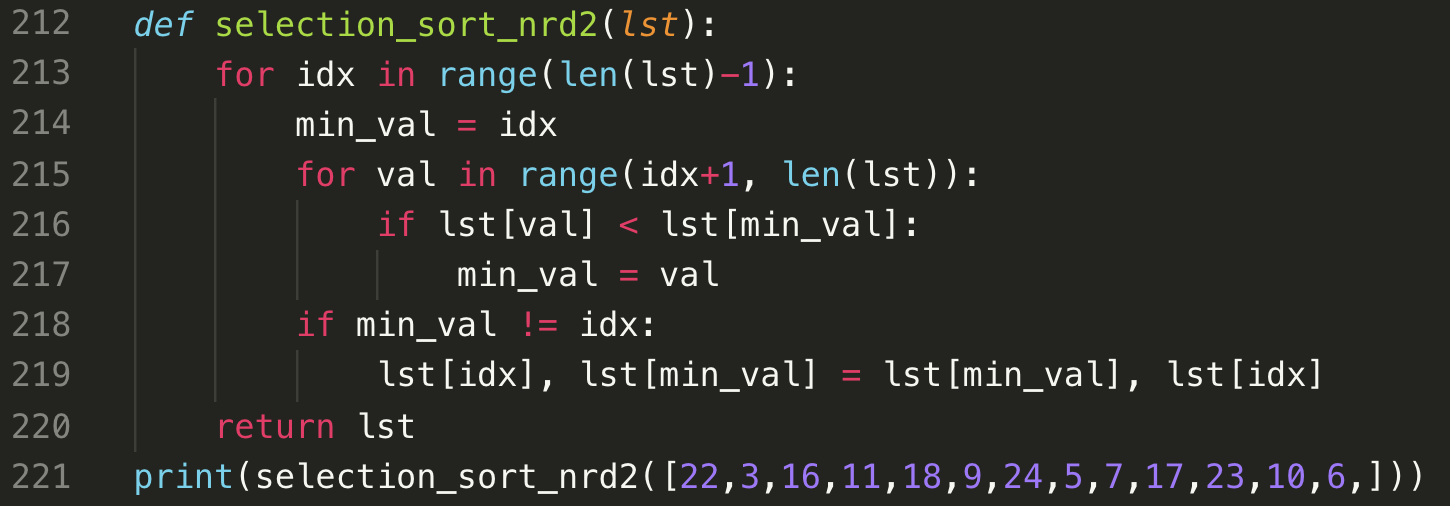 212 def selection_sort_nrd2(lst):
213 for idx in range(len(lst)-1):
214 min_val = idx
215 for val in range(idx+1, len(lst)):
216 if lst[val] < lst[min_val]:
217 min_val = val
218 if min_val != idx:
219 lst[idx], lst[min_val] = lst[min_val], lst[idx]
220 return lst
221 print(selection_sort_nrd2([22,3,16,11,18,9,24,5,7,17,23,10,6,]))